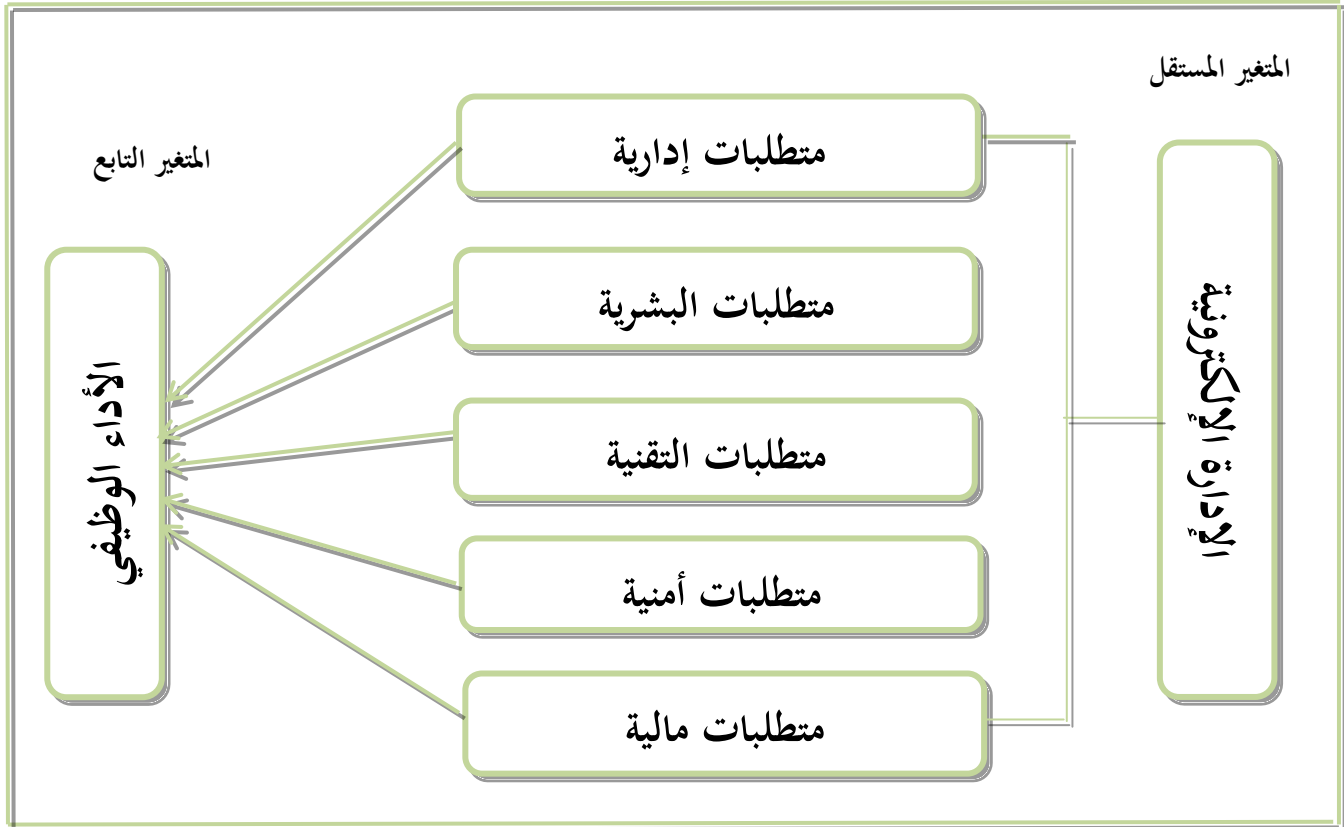 المتغير المستقل
المتغير التابع
الإدارة الإلكترونية
متطلبات إدارية
متطلبات البشرية
متطلبات التقنية
متطلبات أمنية
متطلبات مالية
الأداء الوظيفي